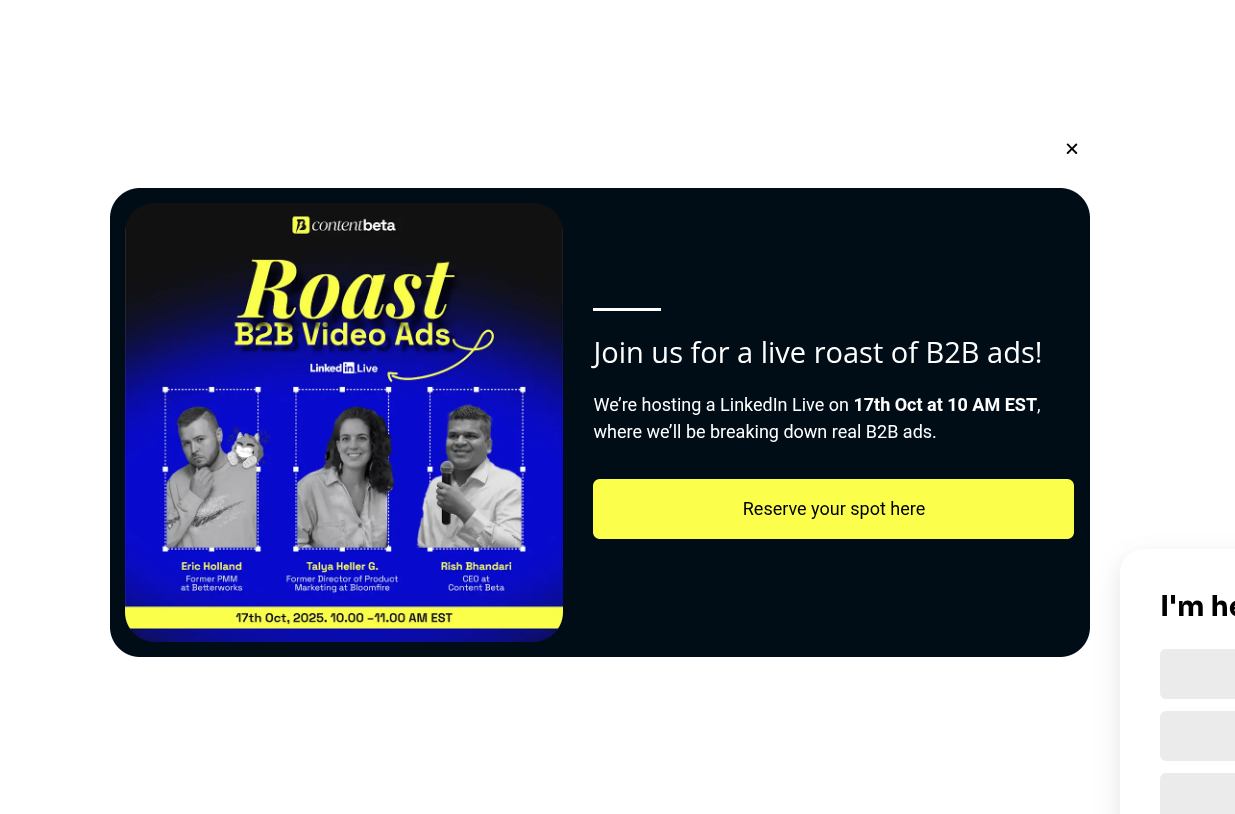 ×
contentbeta
Roast
B2B Video Ads
Linked in Live
Eric Holland
Former PMM
at Betterworks
Talya Heller G.
Former Director of Product
Marketing at Bloomfire
Rish Bhandari
CEO at
Content Beta
17th Oct, 2025. 10.00 –11.00 AM EST
Join us for a live roast of B2B ads!
We’re hosting a LinkedIn Live on 17th Oct at 10 AM EST,
where we’ll be breaking down real B2B ads.
Reserve your spot here
I'm he